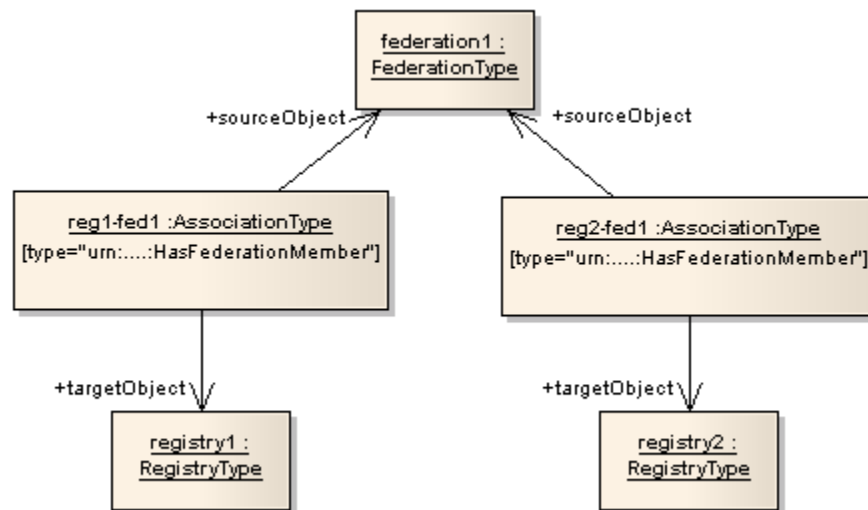 federation1 :
FederationType
+sourceObject
+sourceObject
reg1-fed1 :AssociationType
[type="urn:....:HasFederationMember"]
reg2-fed1 :AssociationType
[type="urn:....:HasFederationMember"]
+targetObject
+targetObject
registry1 :
RegistryType
registry2 :
RegistryType